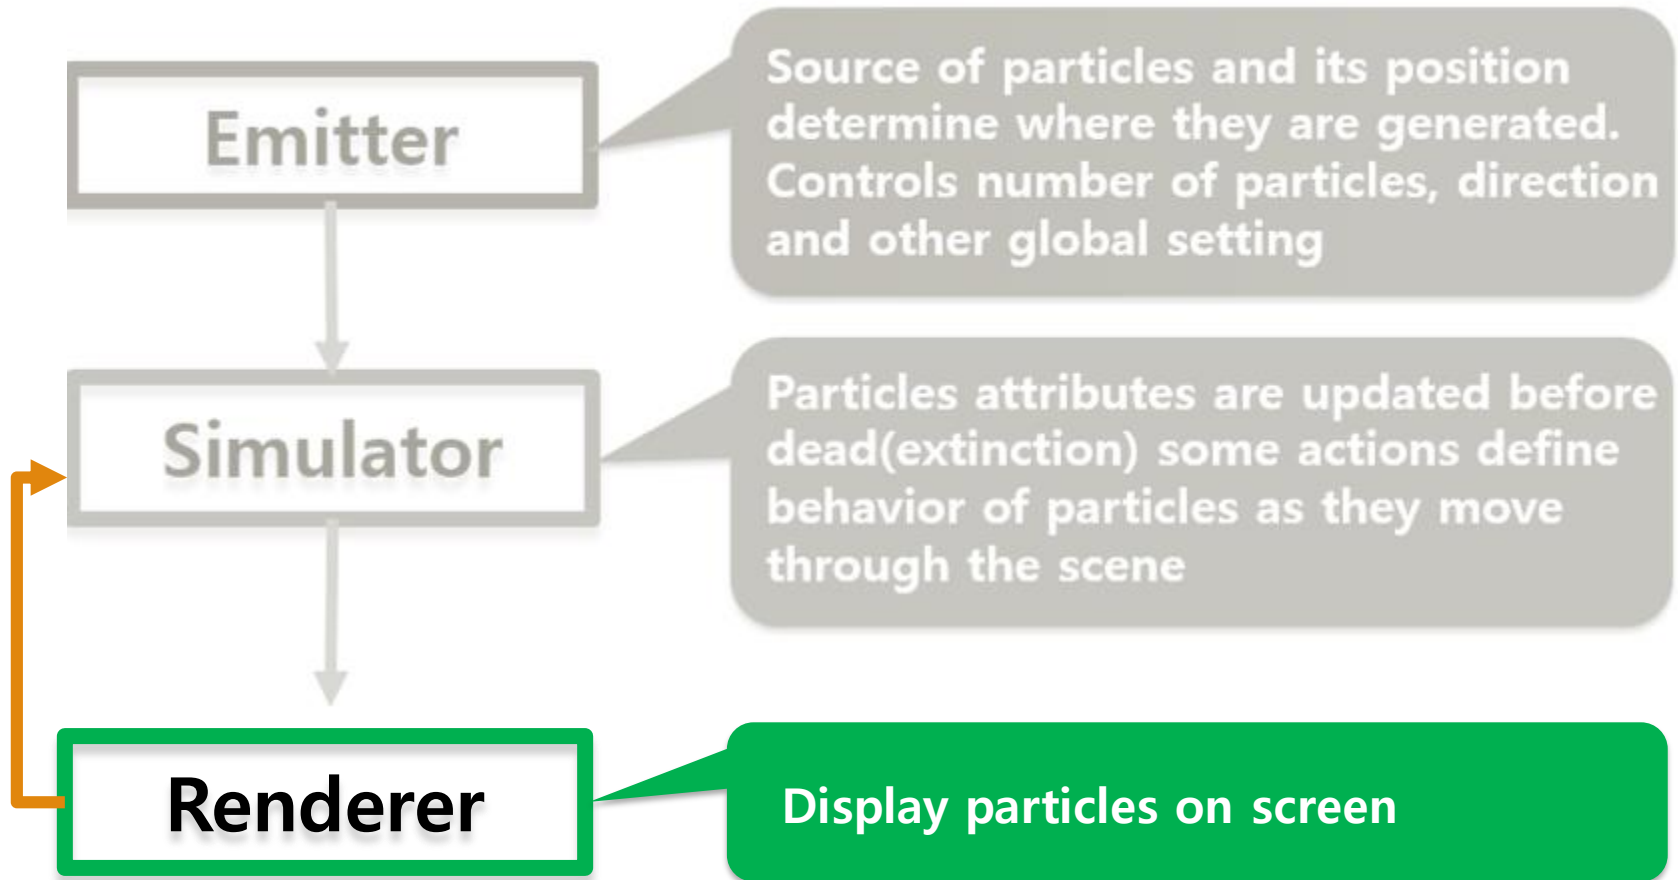 Emitter
Source of particles and its position
determine where they are generated.
Controls number of particles, direction
and other global setting
Simulator
Particles attributes are updated before
dead(extinction) some actions define
behavior of particles as they move
through the scene
Renderer
Display particles on screen